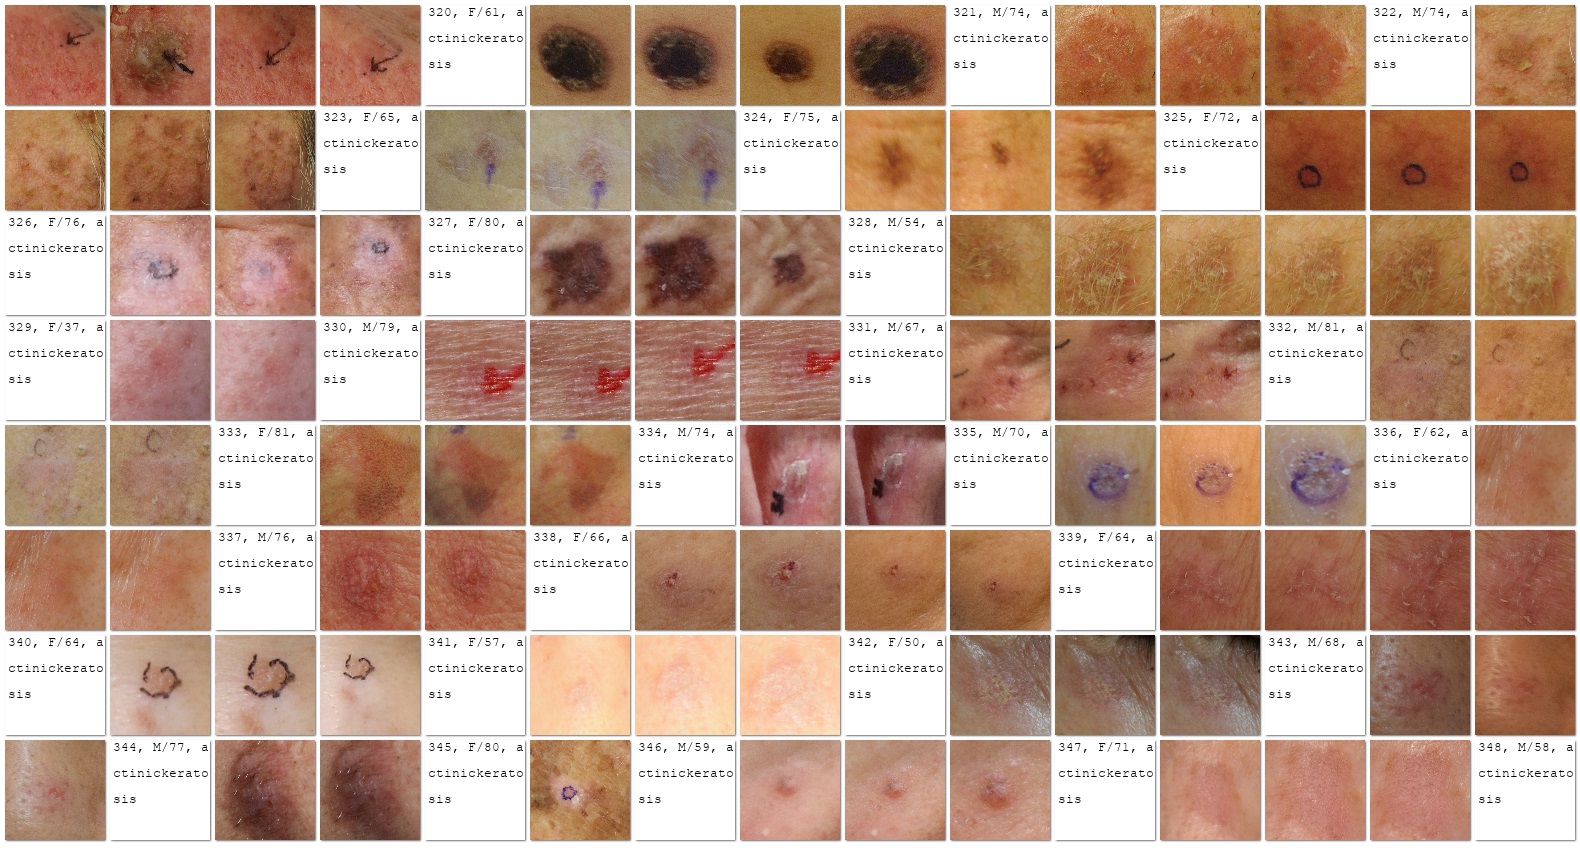 320, F/61, a
ctinickerato
sis
321, M/74, a
ctinickerato
sis
322, M/74, a
ctinickerato
sis
323, F/65, a
ctinickerato
sis
324, F/75, a
ctinickerato
sis
325, F/72, a
ctinickerato
sis
326, F/76, a
ctinickerato
sis
327, F/80, a
ctinickerato
sis
328, M/54, a
ctinickerato
sis
329, F/37, a
ctinickerato
sis
330, M/79, a
ctinickerato
sis
331, M/67, a
ctinickerato
sis
332, M/81, a
ctinickerato
sis
333, F/81, a
ctinickerato
sis
334, M/74, a
ctinickerato
sis
335, M/70, a
ctinickerato
sis
336, F/62, a
ctinickerato
sis
337, M/76, a
ctinickerato
sis
338, F/66, a
ctinickerato
sis
339, F/64, a
ctinickerato
sis
340, F/64, a
ctinickerato
sis
341, F/57, a
ctinickerato
sis
342, F/50, a
ctinickerato
sis
343, M/68, a
ctinickerato
sis
344, M/77, a
ctinickerato
sis
345, F/80, a
ctinickerato
sis
346, M/59, a
ctinickerato
sis
347, F/71, a
ctinickerato
sis
348, M/58, a
ctinickerato
sis